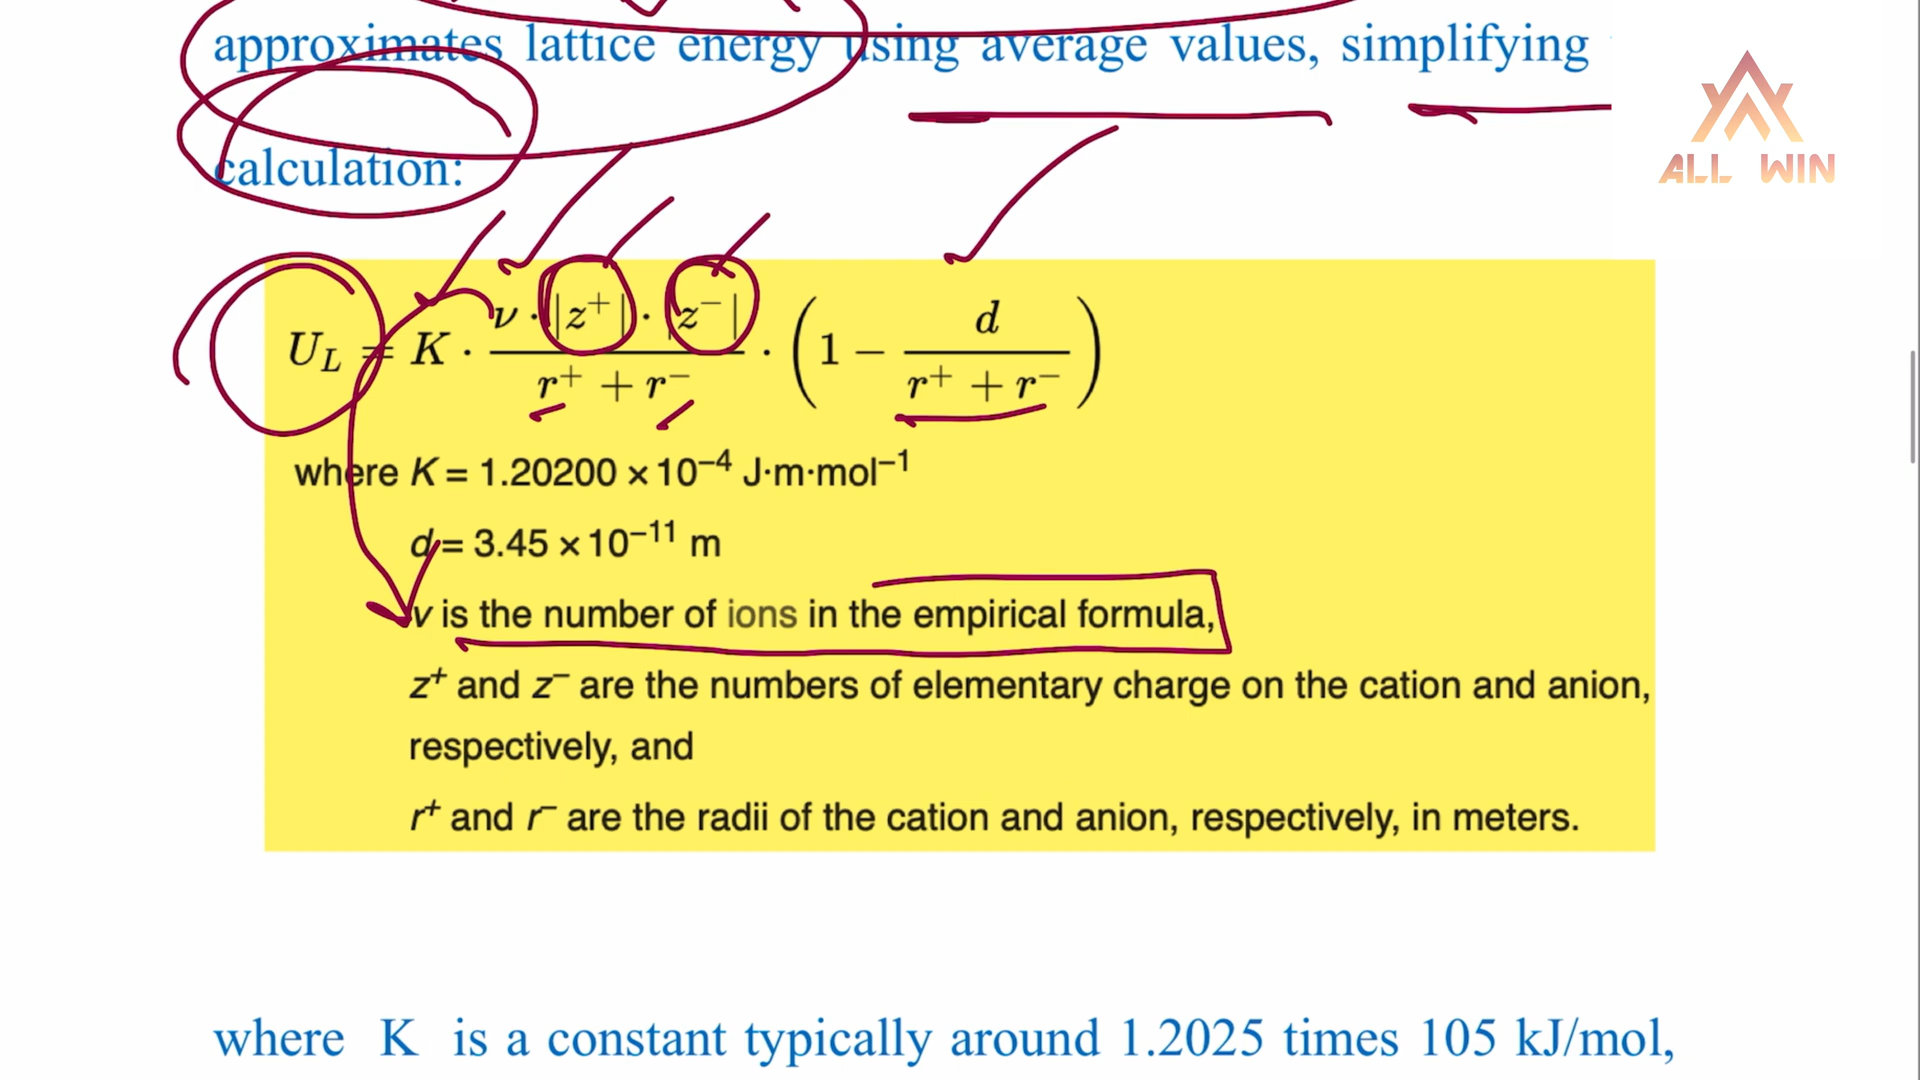 approximates lattice energy using average values, simplifying
ALL WIN
calculation:
U_L = K · ν · |z⁺| · |z⁻| / (r⁺ + r⁻) · (1 − d / (r⁺ + r⁻))
where K = 1.20200 × 10⁻⁴ J·m·mol⁻¹
d = 3.45 × 10⁻¹¹ m
ν is the number of ions in the empirical formula,
z⁺ and z⁻ are the numbers of elementary charge on the cation and anion,
respectively, and
r⁺ and r⁻ are the radii of the cation and anion, respectively, in meters.
where K is a constant typically around 1.2025 times 105 kJ/mol,